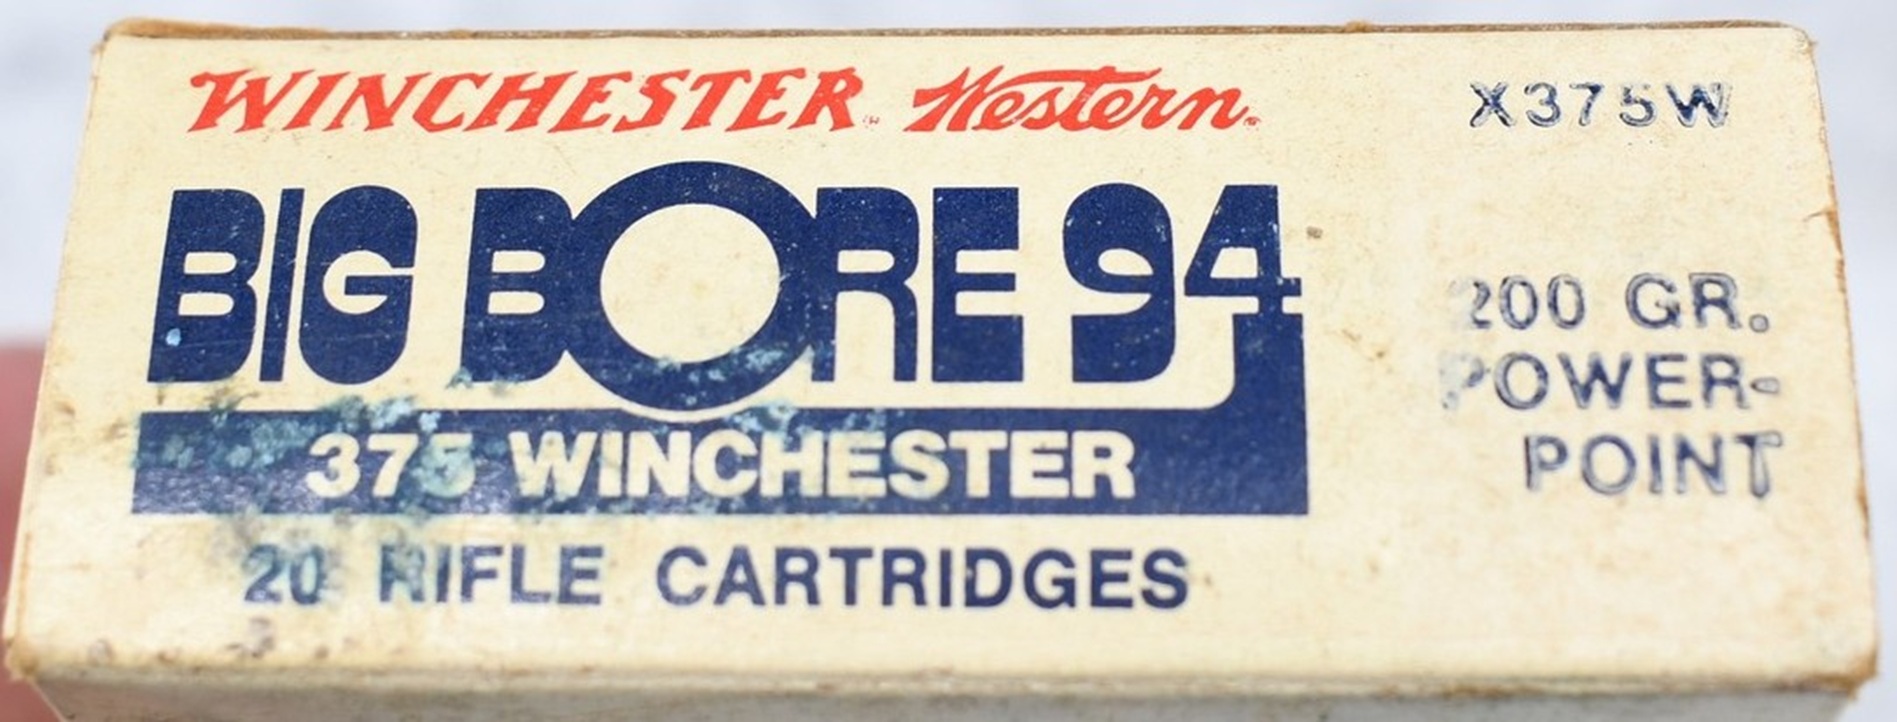 WINCHESTER Western
X375W
BIG BORE 94
375 WINCHESTER
20 RIFLE CARTRIDGES
200 GR.
POWER-
POINT